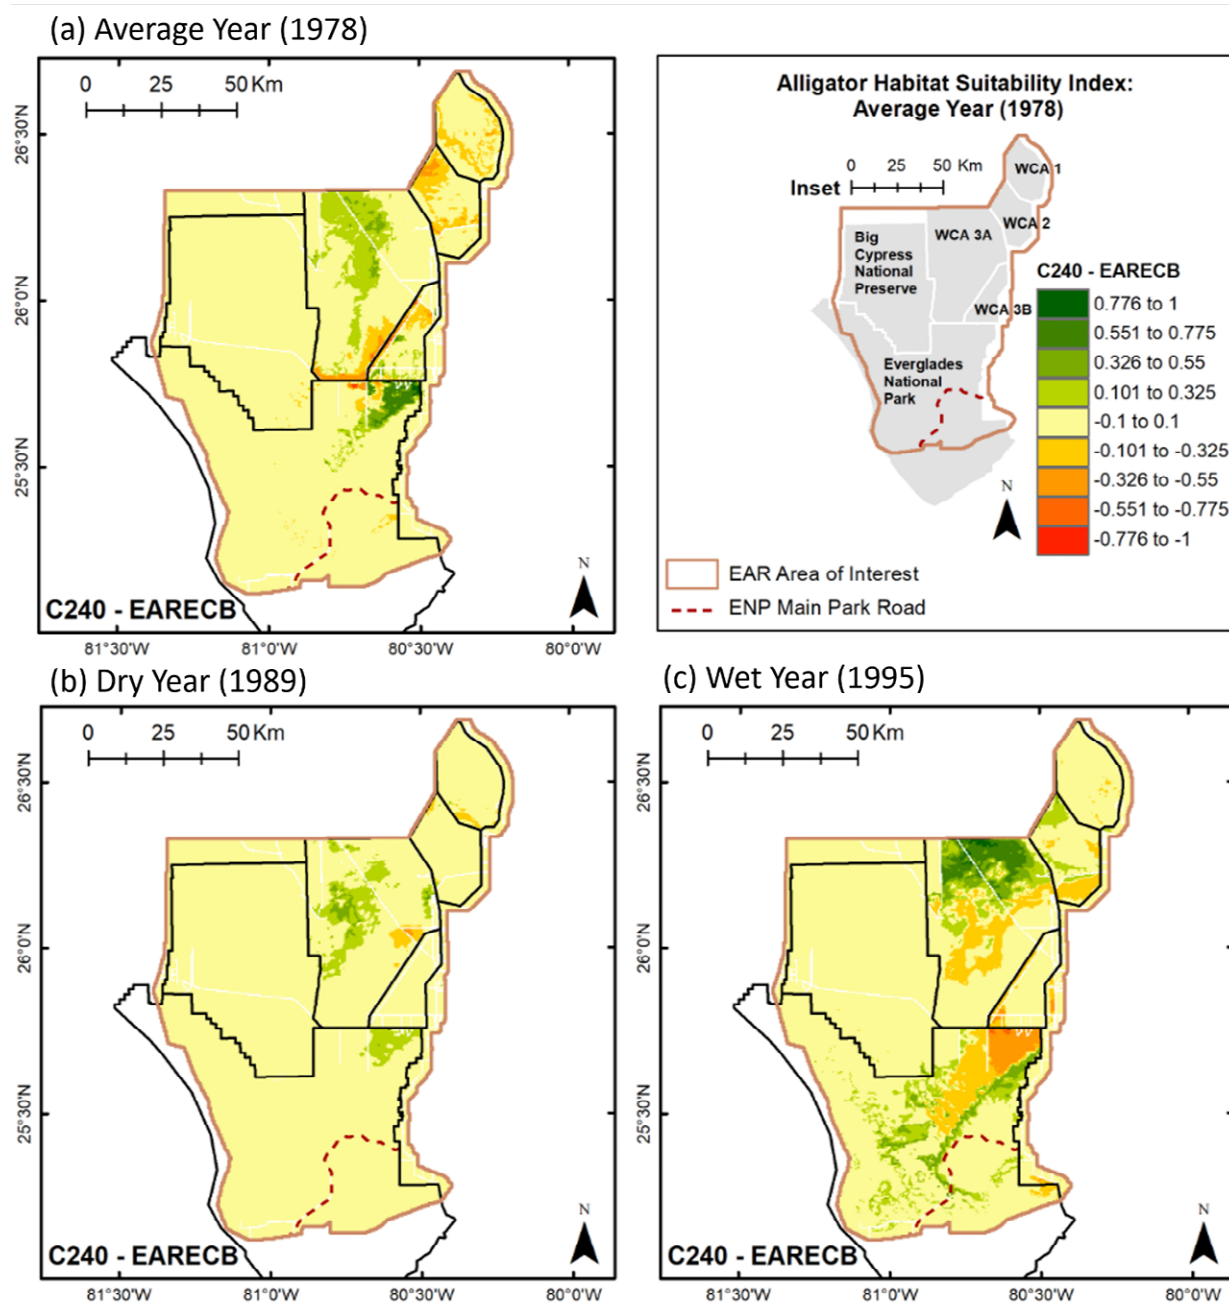 (a) Average Year (1978)
0 25 50 Km
26°30'N
26°0'N
25°30'N
N
C240 - EARECB
81°30'W 81°0'W 80°30'W 80°0'W
Alligator Habitat Suitability Index:
Average Year (1978)
0 25 50 Km
Inset
WCA 1
WCA 2
WCA 3A
Big
Cypress
National
Preserve
WCA 3B
Everglades
National
Park
C240 - EARECB
0.776 to 1
0.551 to 0.775
0.326 to 0.55
0.101 to 0.325
-0.1 to 0.1
-0.101 to -0.325
-0.326 to -0.55
-0.551 to -0.775
-0.776 to -1
N
EAR Area of Interest
ENP Main Park Road
(b) Dry Year (1989)
0 25 50 Km
26°30'N
26°0'N
25°30'N
N
C240 - EARECB
81°30'W 81°0'W 80°30'W 80°0'W
(c) Wet Year (1995)
0 25 50 Km
26°30'N
26°0'N
25°30'N
N
C240 - EARECB
81°30'W 81°0'W 80°30'W 80°0'W